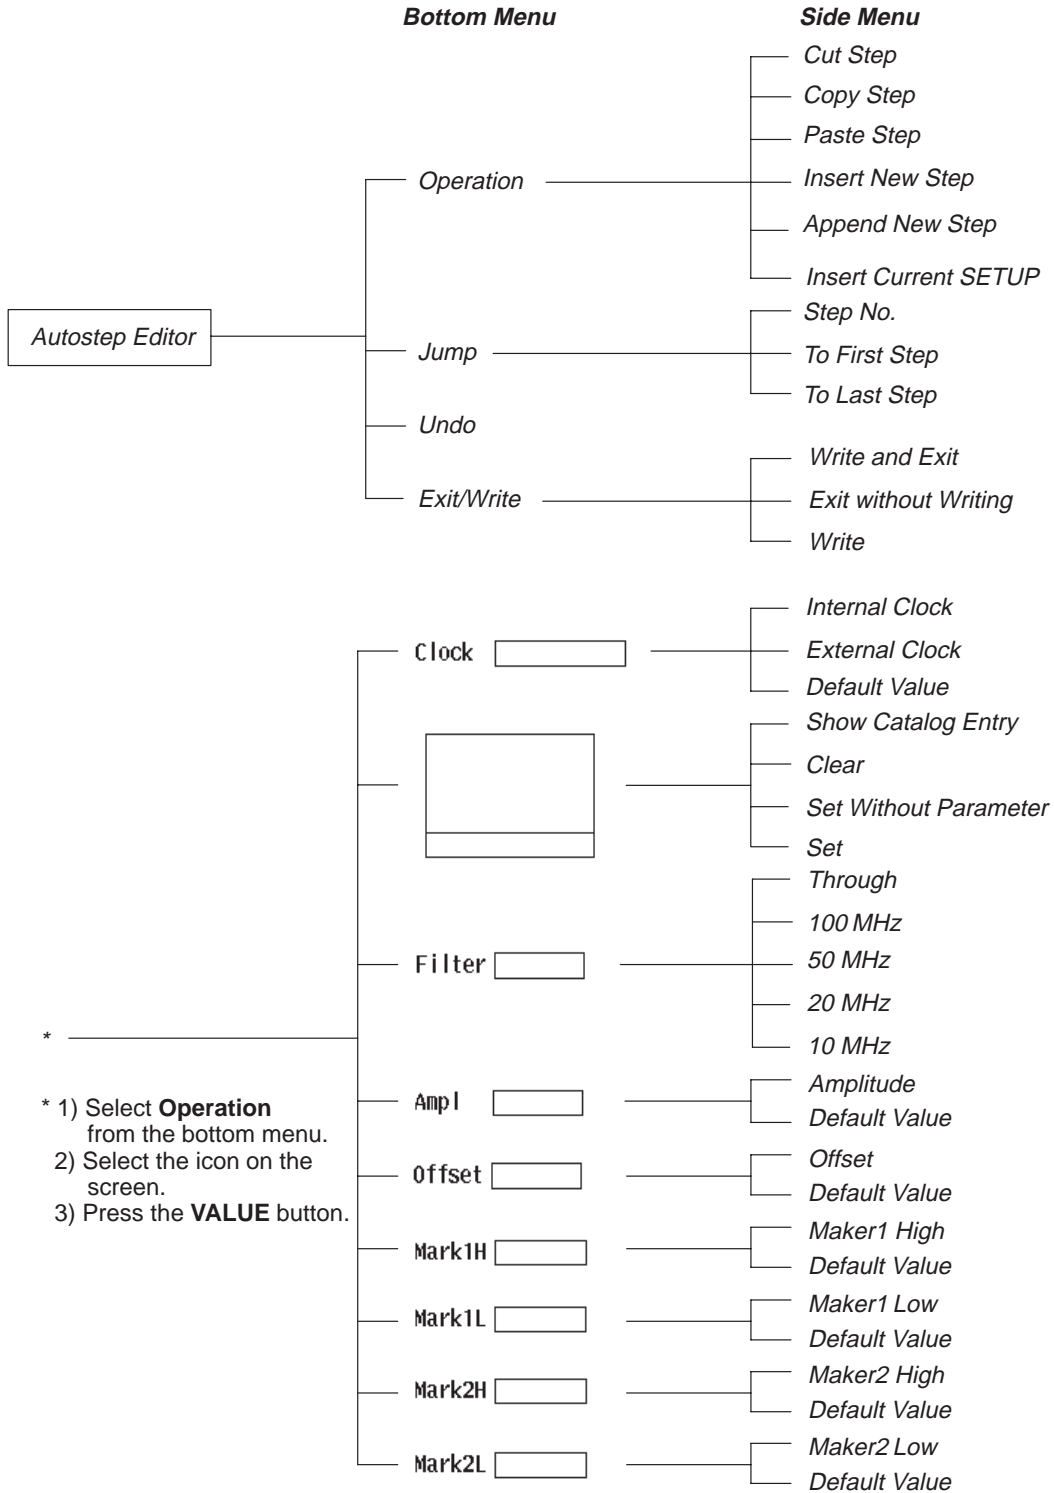 Bottom Menu Side Menu
Cut Step
Copy Step
Paste Step
Operation Insert New Step
Append New Step
Insert Current SETUP
Autostep Editor
Step No.
Jump To First Step
To Last Step
Undo
Write and Exit
Exit/Write Exit without Writing
Write
Internal Clock
Clock External Clock
Default Value
Show Catalog Entry
Clear
Set Without Parameter
Set
Through
100 MHz
Filter 50 MHz
20 MHz
10 MHz
*
* 1) Select Operation
from the bottom menu.
2) Select the icon on the
screen.
3) Press the VALUE button.
Amplitude
Ampl
Default Value
Offset
Offset
Default Value
Maker1 High
Mark1H
Default Value
Maker1 Low
Mark1L
Default Value
Maker2 High
Mark2H
Default Value
Maker2 Low
Mark2L
Default Value